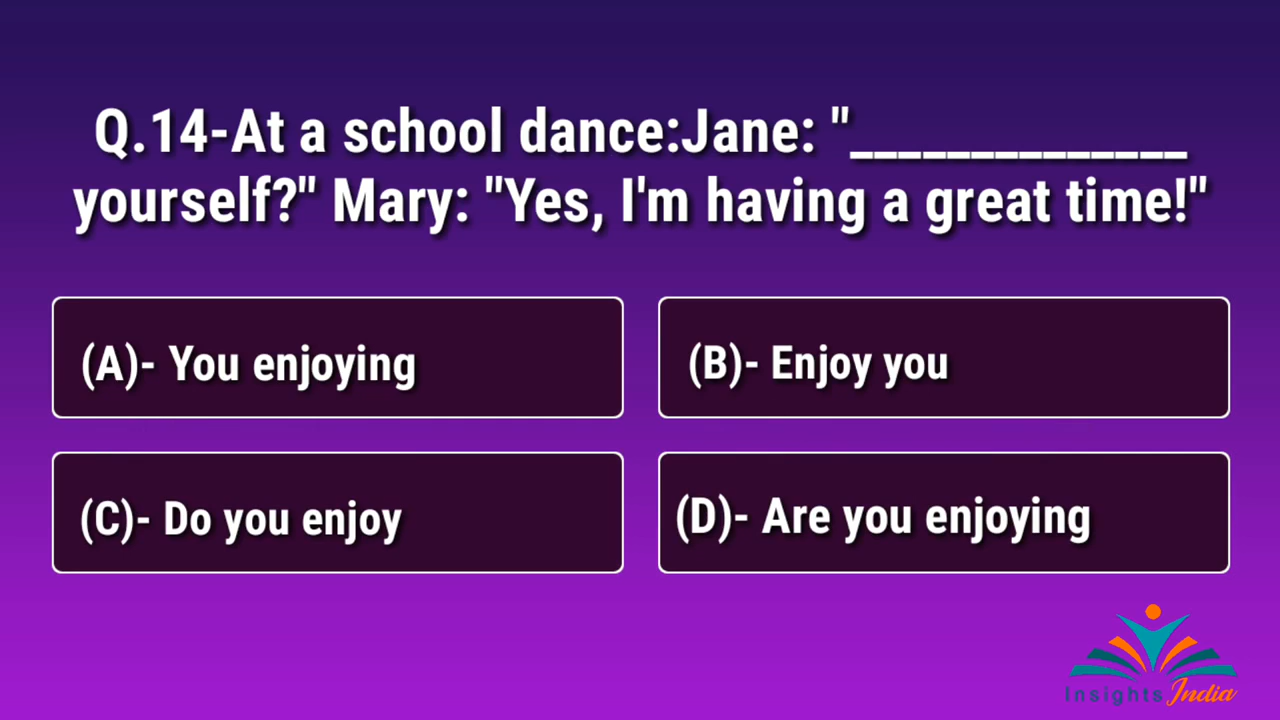 Q.14-At a school dance:Jane: "______________
yourself?" Mary: "Yes, I'm having a great time!"
(A)- You enjoying
(B)- Enjoy you
(C)- Do you enjoy
(D)- Are you enjoying
Insights India